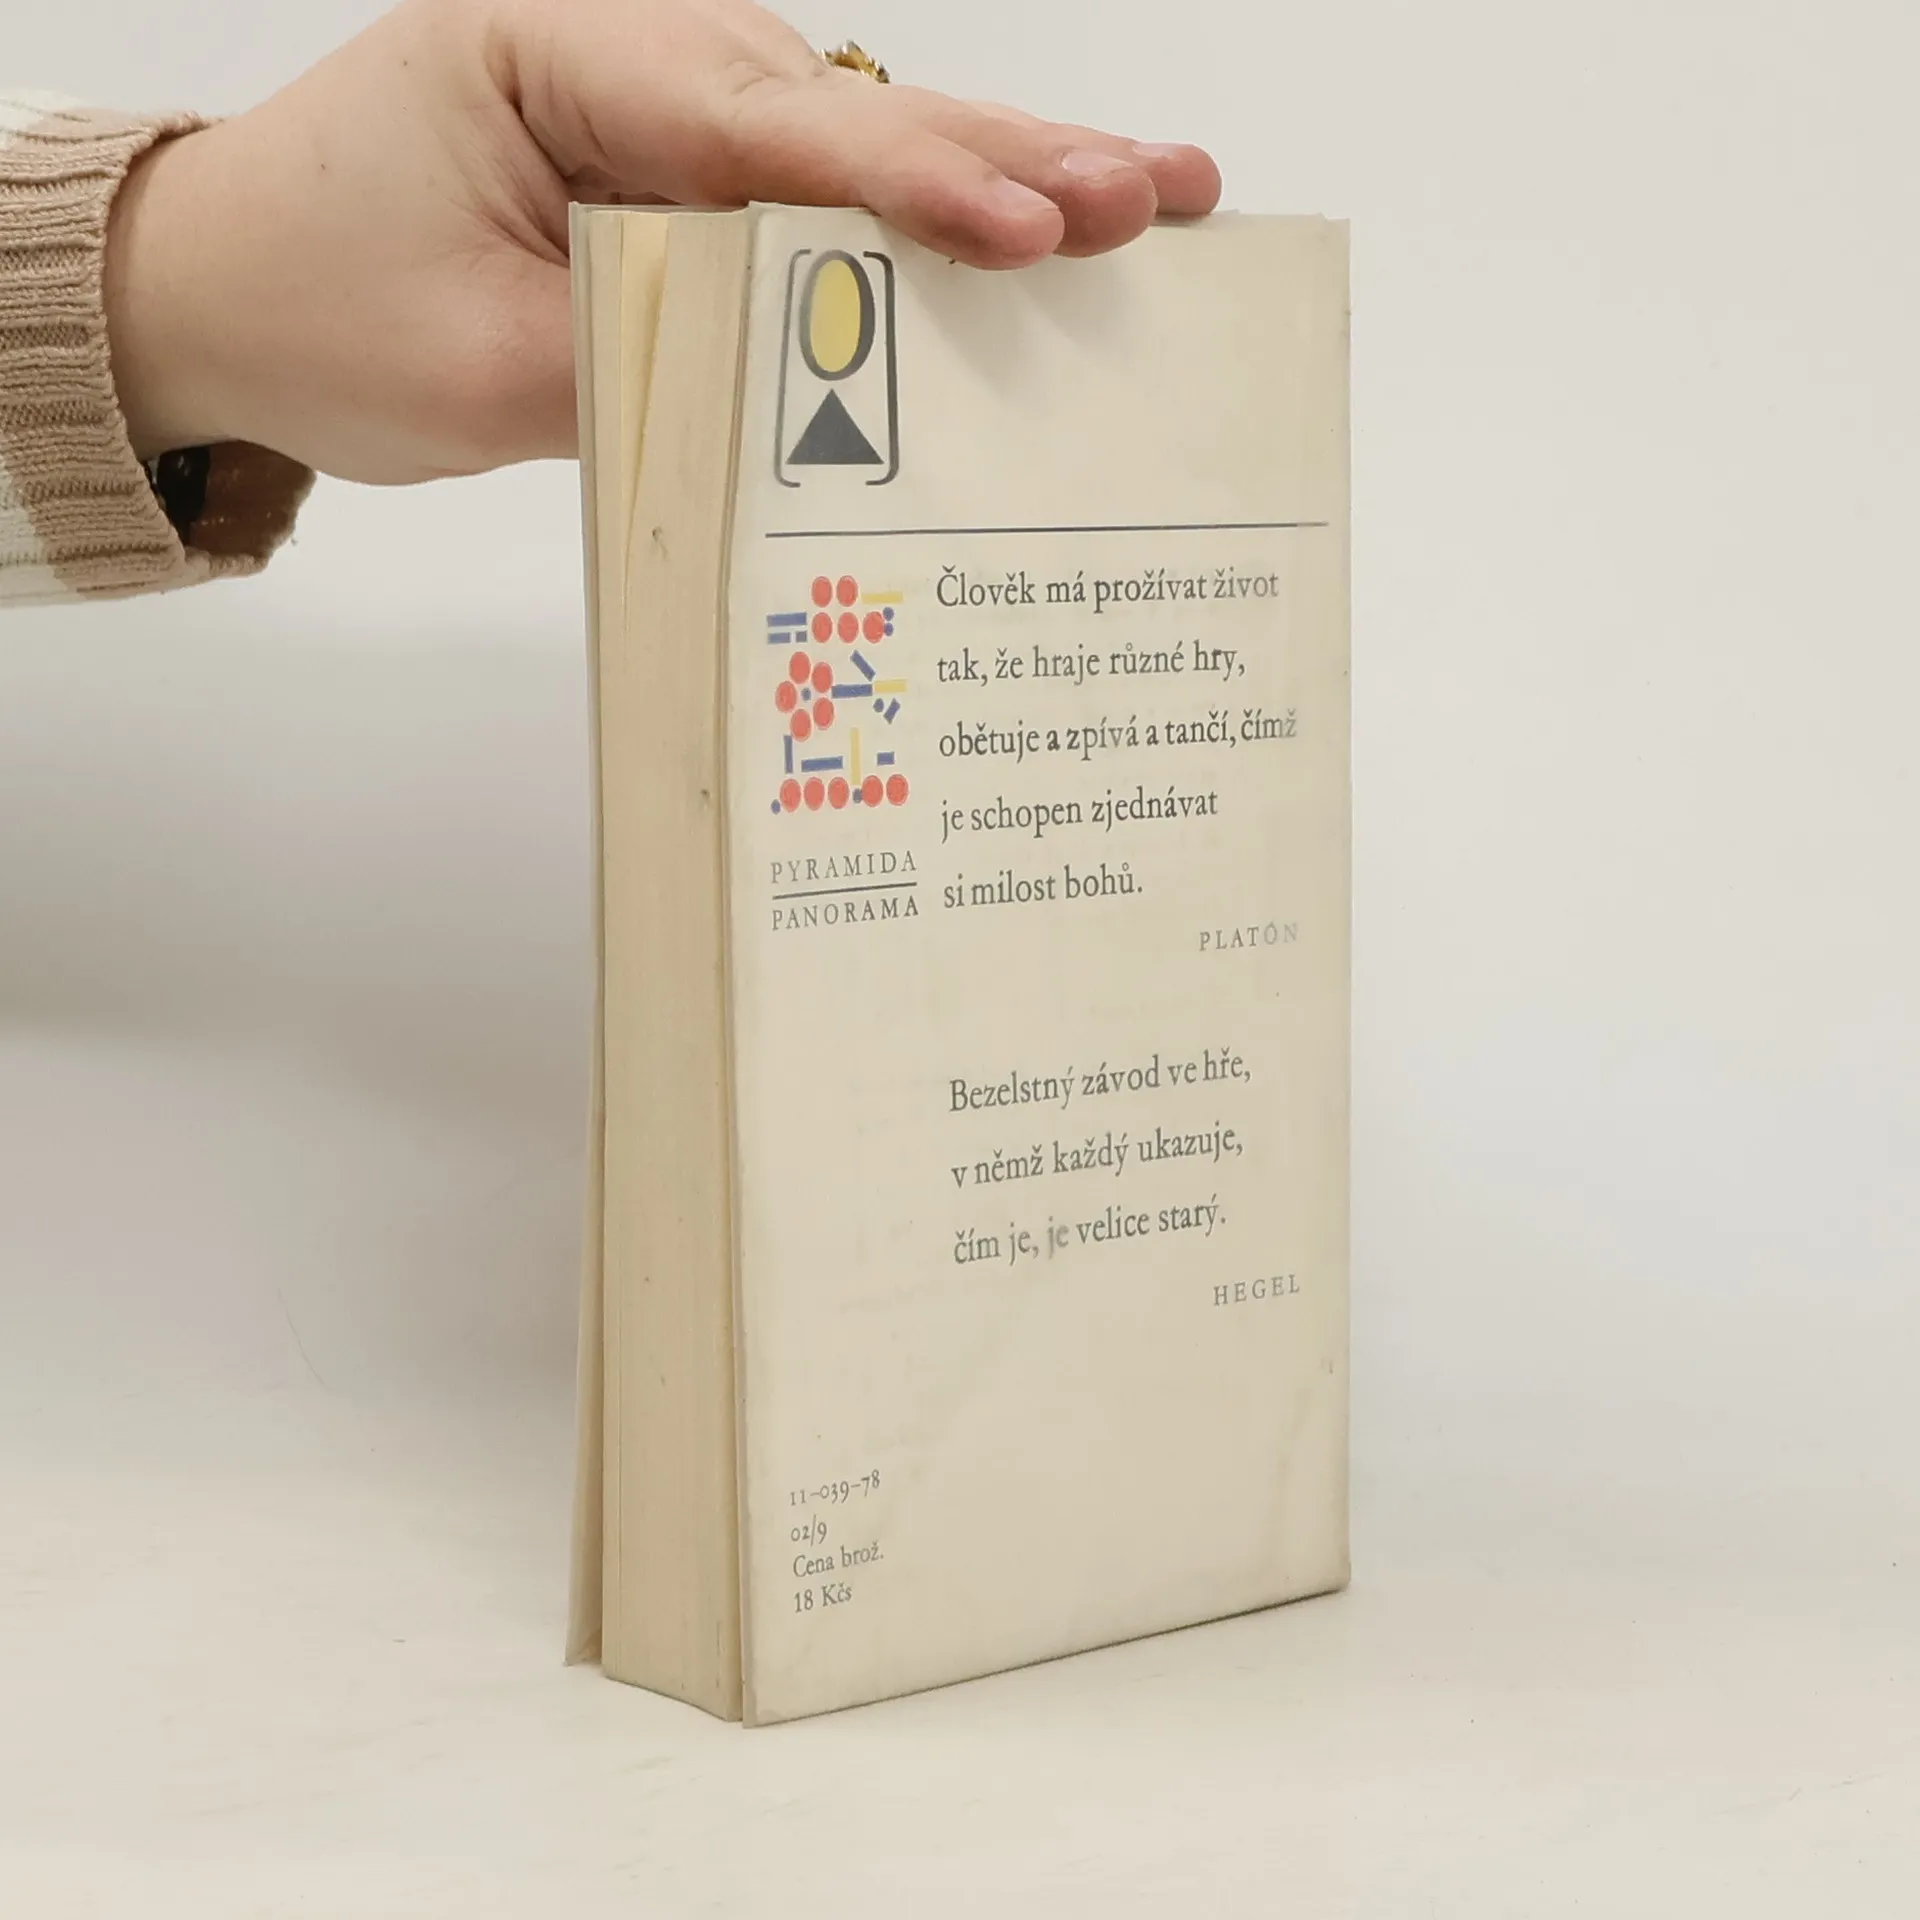 Člověk má prožívat život
tak, že hraje různé hry,
obětuje a zpívá a tančí, čímž
je schopen zjednávat
si milost bohů.
PLATÓN
PYRAMIDA
PANORAMA
Bezelstný závod ve hře,
v němž každý ukazuje,
čím je, je velice starý.
HEGEL
11–039–78
02/9
Cena brož.
18 Kčs